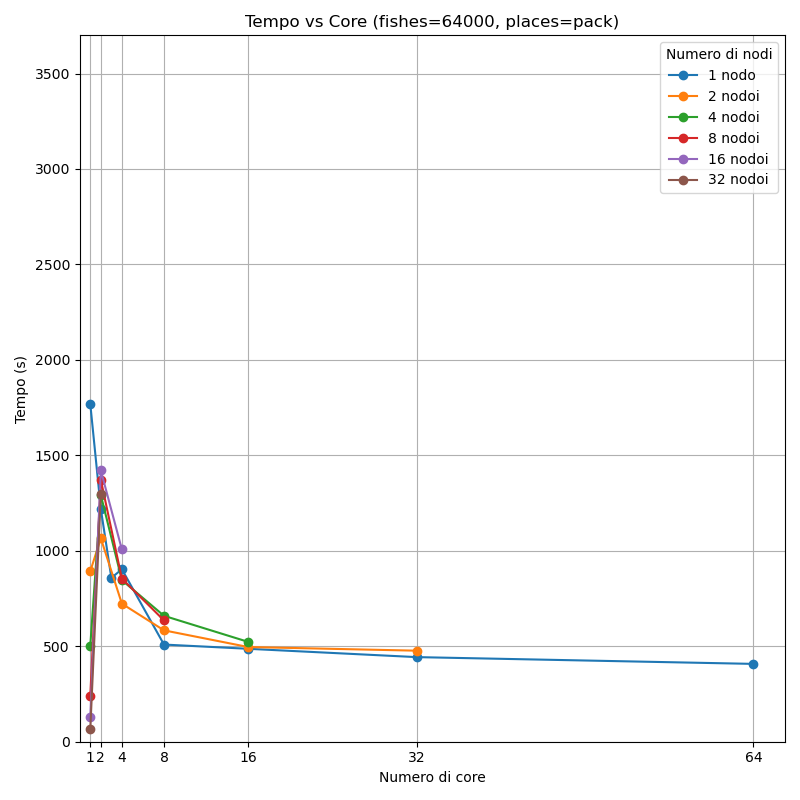 Tempo vs Core (fishes=64000, places=pack)
Numero di nodi
1 nodo
2 nodoi
4 nodoi
8 nodoi
16 nodoi
32 nodoi
Tempo (s)
3500
3000
2500
2000
1500
1000
500
0
1 2 4 8 16 32 64
Numero di core